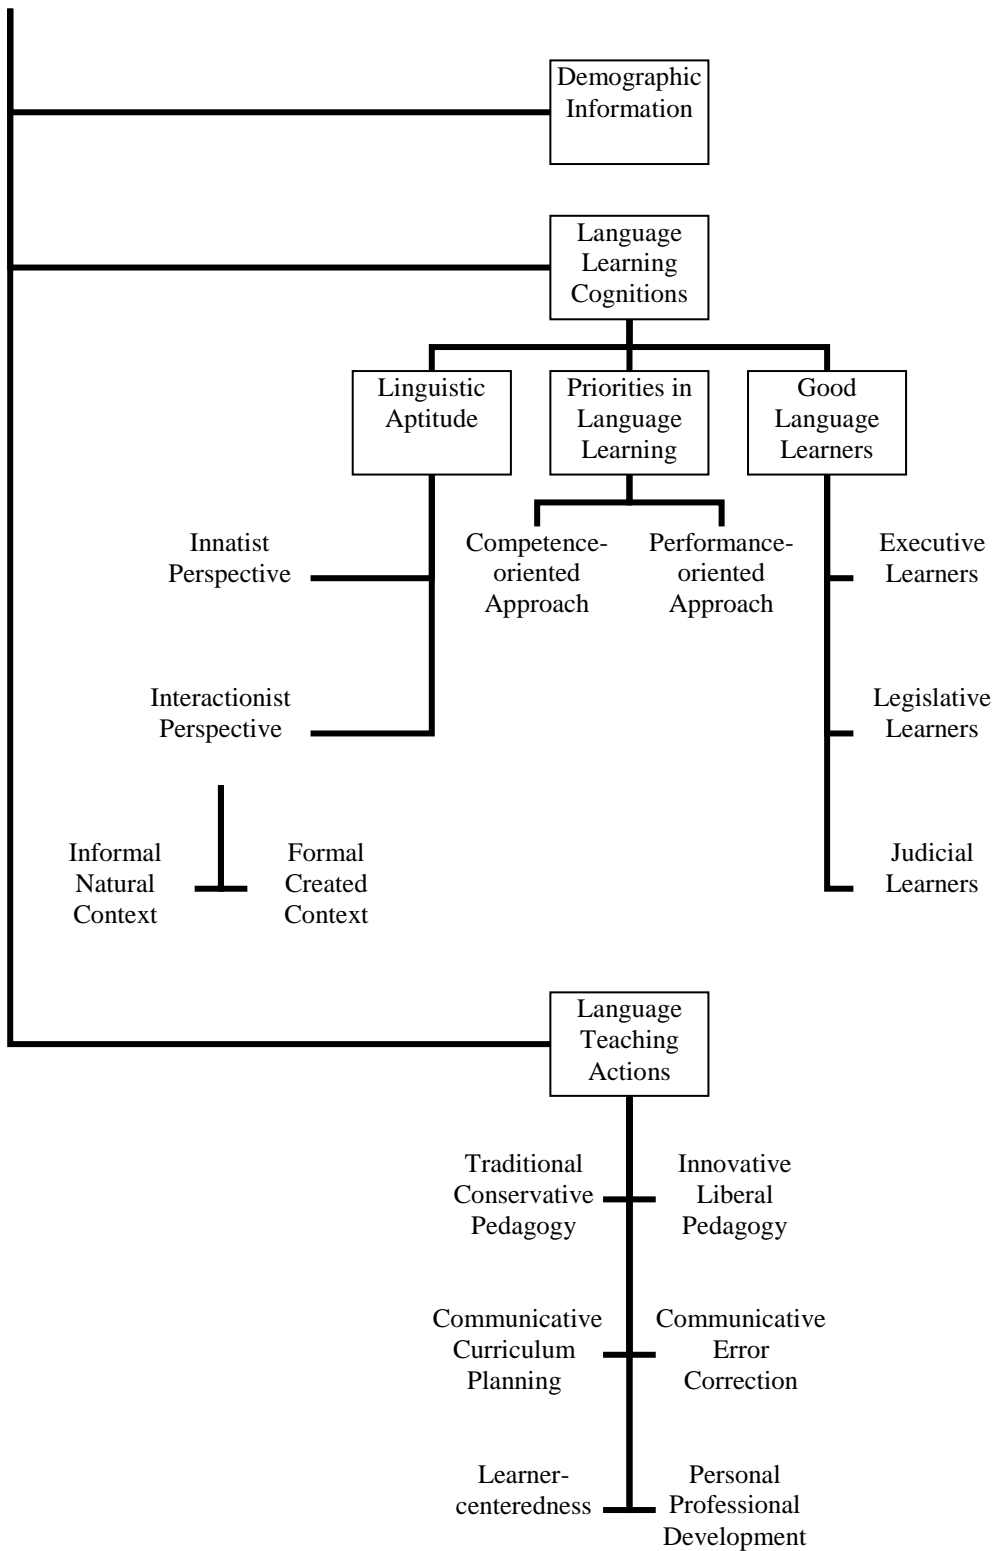 Demographic
Information
Language
Learning
Cognitions
Linguistic
Aptitude
Priorities in
Language
Learning
Good
Language
Learners
Innatist
Perspective
Competence-
oriented
Approach
Performance-
oriented
Approach
Executive
Learners
Interactionist
Perspective
Legislative
Learners
Informal
Natural
Context
Formal
Created
Context
Judicial
Learners
Language
Teaching
Actions
Traditional
Conservative
Pedagogy
Innovative
Liberal
Pedagogy
Communicative
Curriculum
Planning
Communicative
Error
Correction
Learner-
centeredness
Personal
Professional
Development